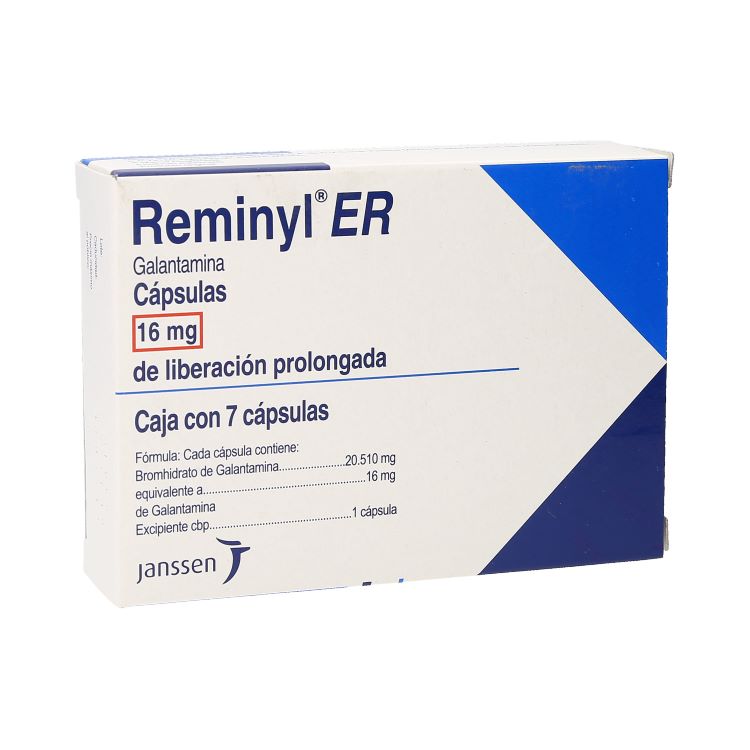 Reminyl® ER
Galantamina
Cápsulas
16 mg
de liberación prolongada
Caja con 7 cápsulas
Fórmula: Cada cápsula contiene:
Bromhidrato de Galantamina....................20.510 mg
equivalente a................................................16 mg
de Galantamina
Excipiente cbp..........................................1 cápsula
janssen